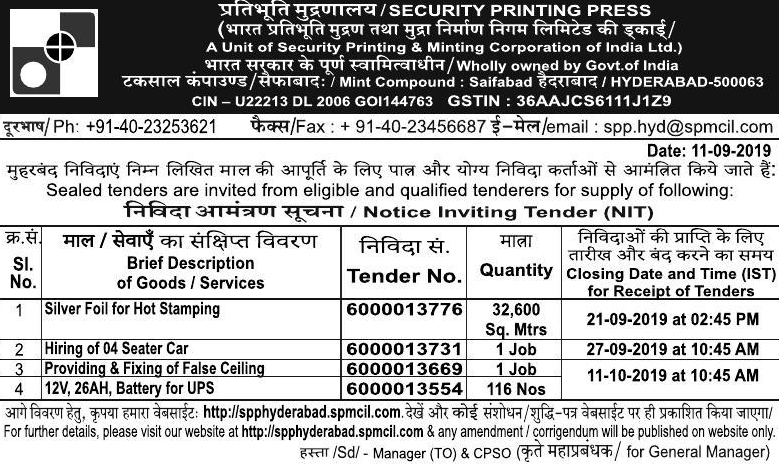 प्रतिभूति मुद्रणालय / SECURITY PRINTING PRESS
(भारत प्रतिभूति मुद्रण तथा मुद्रा निर्माण निगम लिमिटेड की इकाई/
A Unit of Security Printing & Minting Corporation of India Ltd.)
भारत सरकार के पूर्ण स्वामित्वाधीन/Wholly owned by Govt.of India
टकसाल कंपाउण्ड/सैफाबाद: / Mint Compound : Saifabad हैदराबाद / HYDERABAD-500063
CIN – U22213 DL 2006 GOI144763 GSTIN : 36AAJCS6111J1Z9
दूरभाष/ Ph: +91-40-23253621 फैक्स/Fax : + 91-40-23456687 ई-मेल/email : spp.hyd@spmcil.com
Date: 11-09-2019
मुहरबंद निविदाएं निम्न लिखित माल की आपूर्ति के लिए पात्र और योग्य निविदा कर्ताओं से आमंत्रित किये जाते हैं:
Sealed tenders are invited from eligible and qualified tenderers for supply of following:
निविदा आमंत्रण सूचना / Notice Inviting Tender (NIT)
क्र.सं. माल / सेवाएँ का संक्षिप्त विवरण निविदा सं. मात्रा निविदाओं की प्राप्ति के लिए
तारीख और बंद करने का समय
Sl. No. Brief Description of Goods / Services Tender No. Quantity Closing Date and Time (IST)
for Receipt of Tenders
1 Silver Foil for Hot Stamping 6000013776 32,600 Sq. Mtrs 21-09-2019 at 02:45 PM
2 Hiring of 04 Seater Car 6000013731 1 Job 27-09-2019 at 10:45 AM
3 Providing & Fixing of False Ceiling 6000013669 1 Job 11-10-2019 at 10:45 AM
4 12V, 26AH, Battery for UPS 6000013554 116 Nos
आगे विवरण हेतु, कृपया हमारा वेबसाईट: http://spphyderabad.spmcil.com. देखें और कोई संशोधन/शुद्धि-पत्र वेबसाईट पर ही प्रकाशित किया जाएगा/
For further details, please visit our website at http://spphyderabad.spmcil.com & any amendment / corrigendum will be published on website only.
हस्ता /Sd/ - Manager (TO) & CPSO (कृते महाप्रबंधक/ for General Manager)